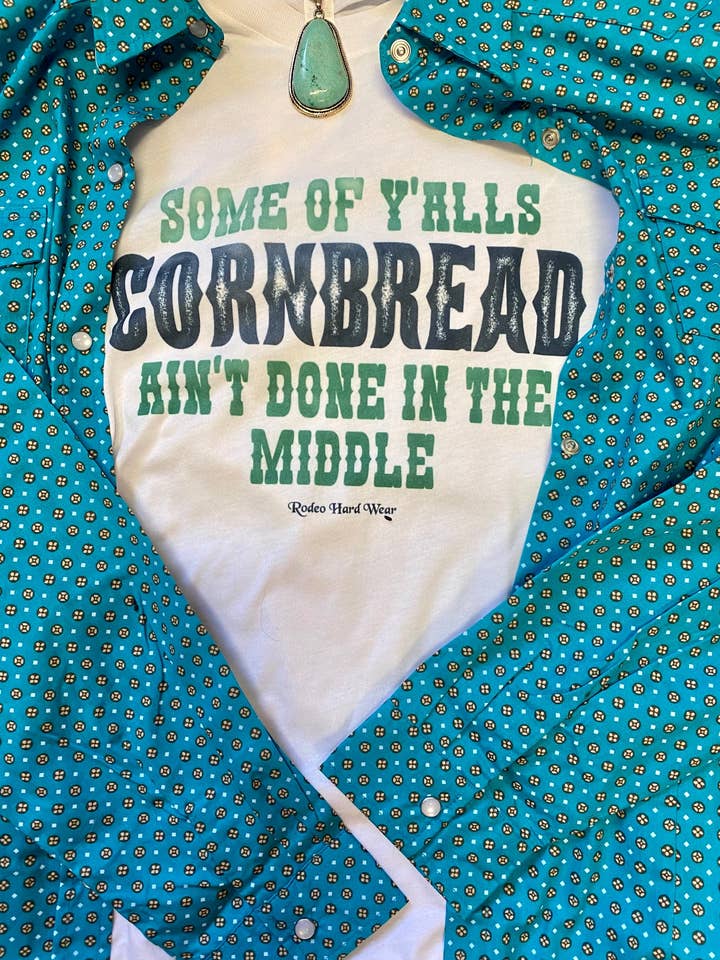 SOME OF Y'ALLS
CORNBREAD
AIN'T DONE IN THE
MIDDLE
Rodeo Hard Wear